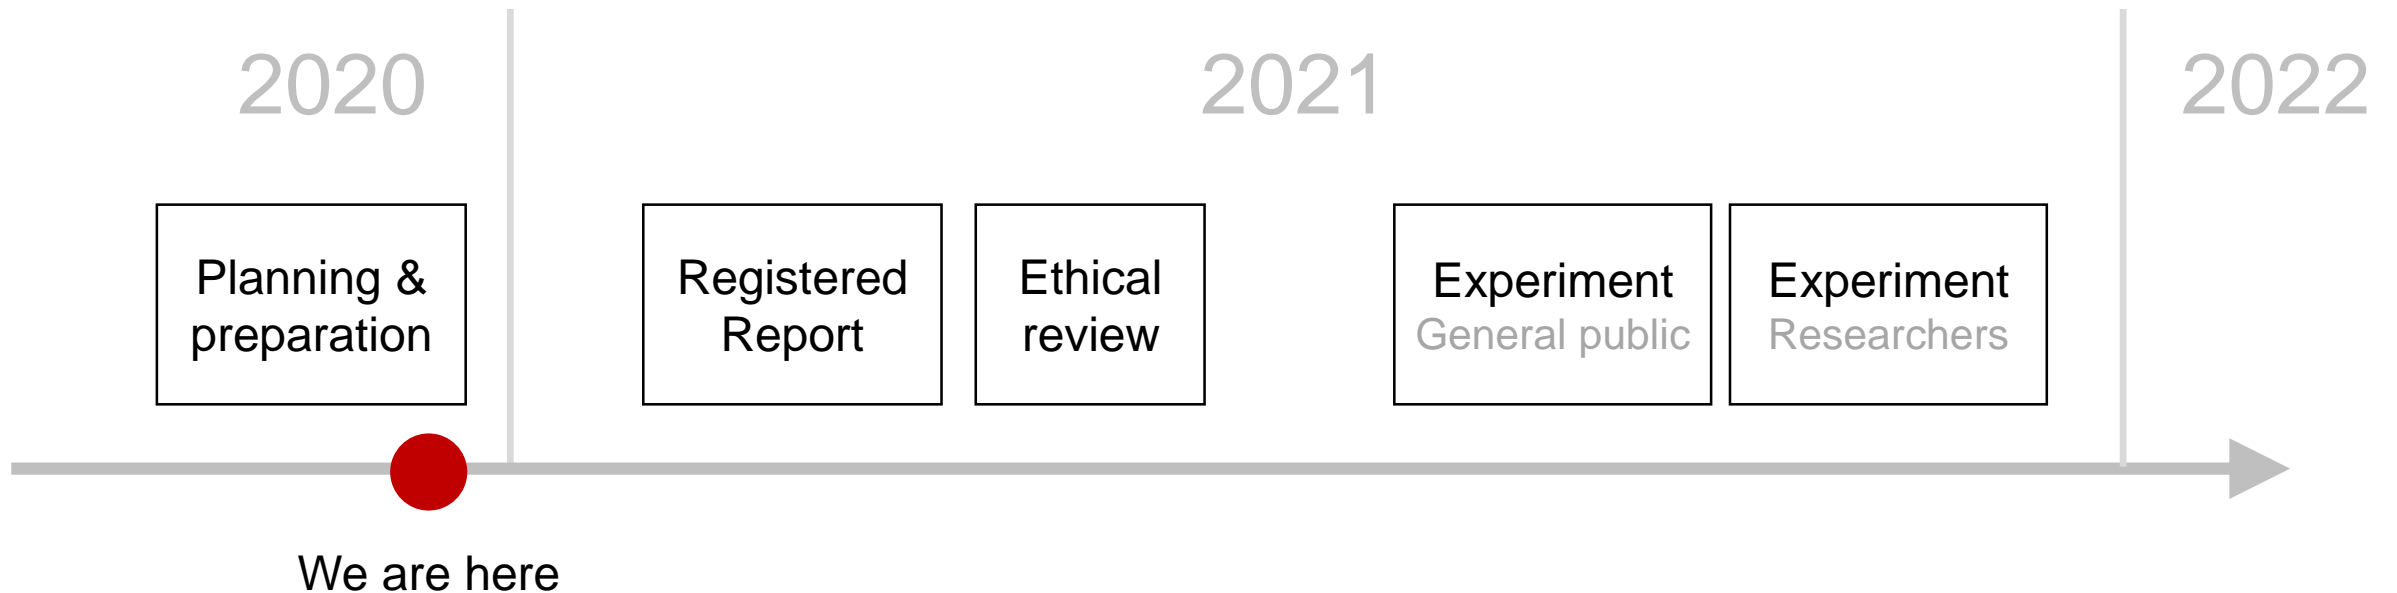 2020
2021
2022
Planning &
preparation
Registered
Report
Ethical
review
Experiment
General public
Experiment
Researchers
We are here